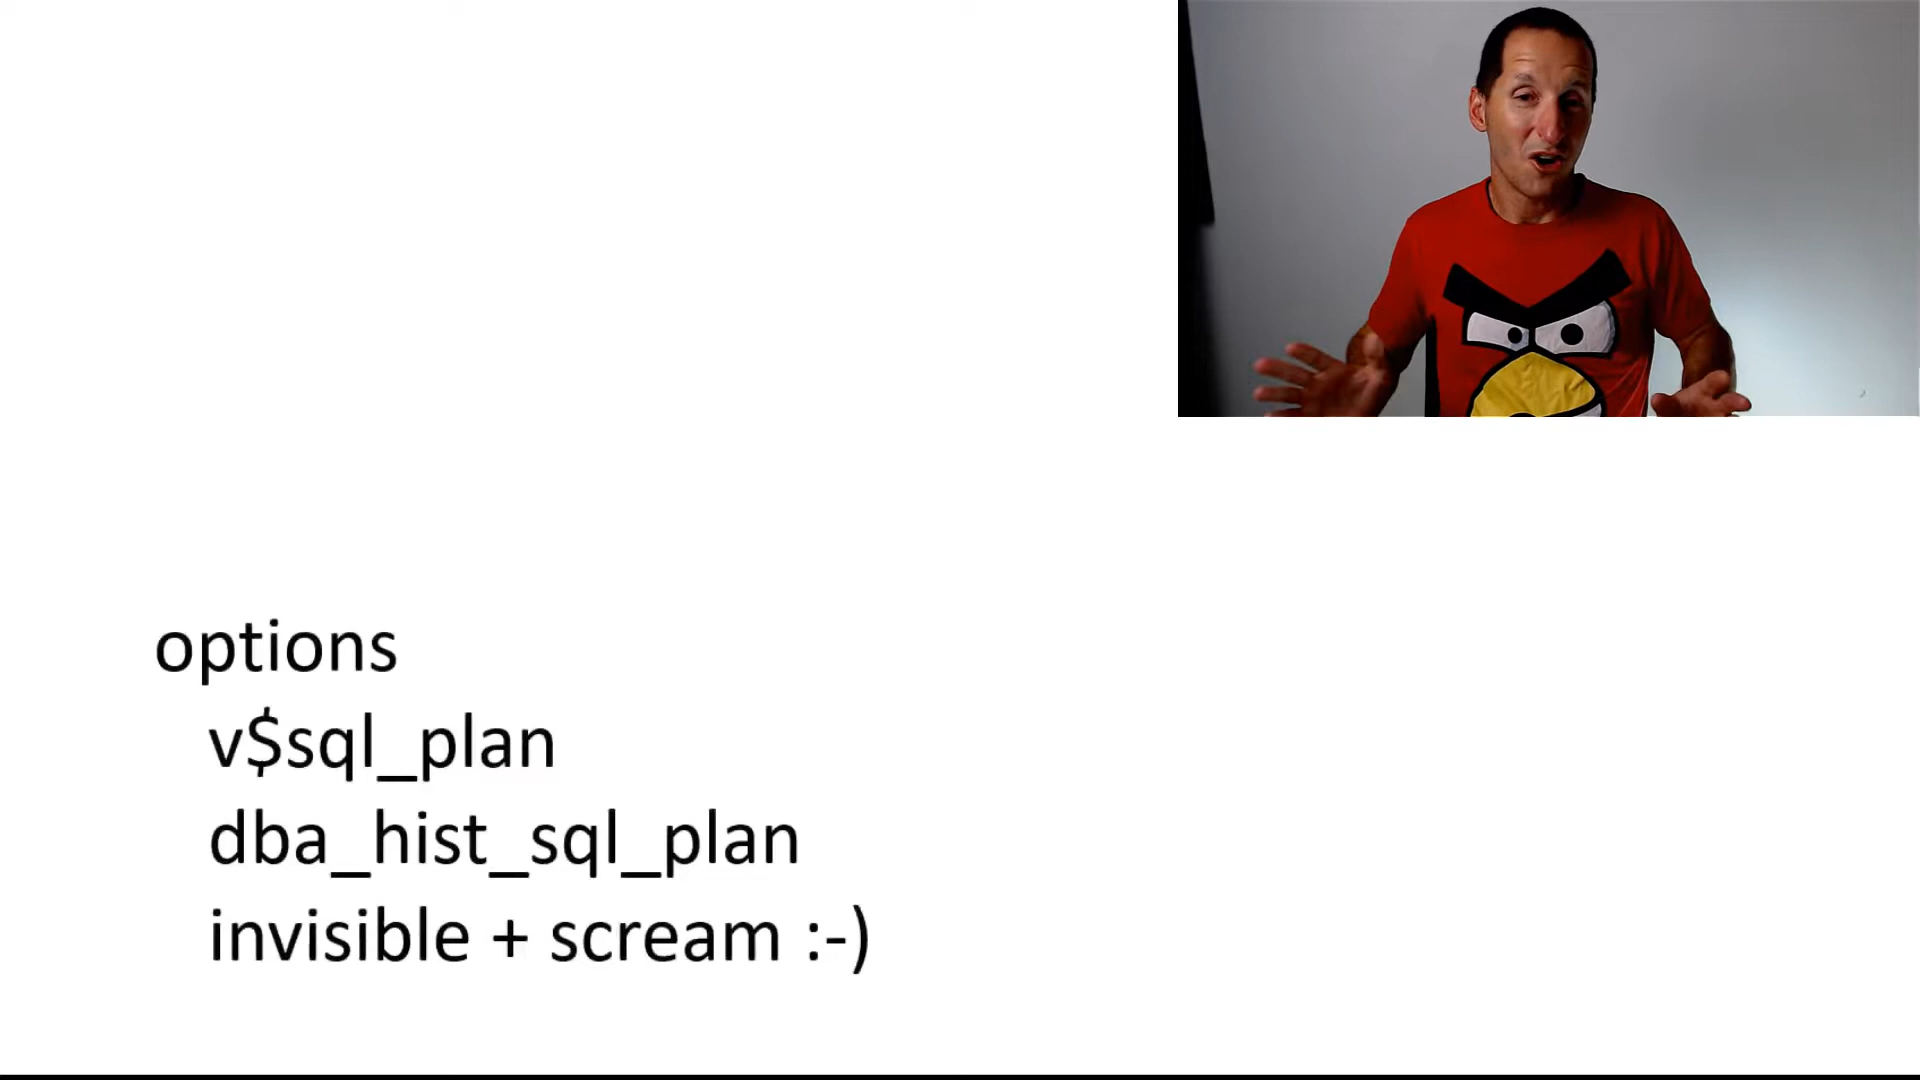 options
v$sql_plan
dba_hist_sql_plan
invisible + scream :-)